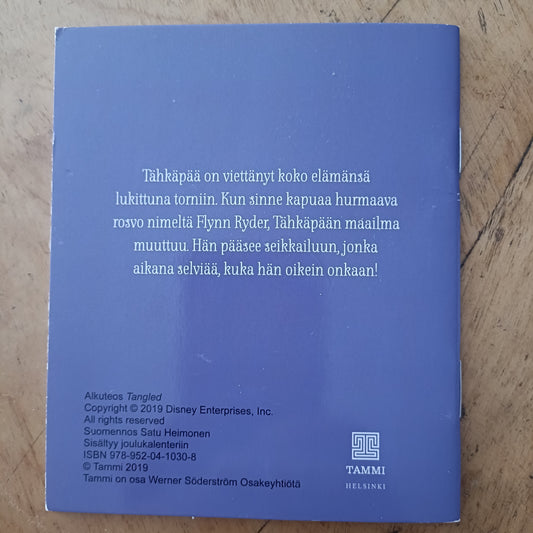 Tähkäpää on viettänyt koko elämänsä
lukittuna torniin. Kun sinne kapuaa hurmaava
rosvo nimeltä Flynn Ryder, Tähkäpään maailma
muuttuu. Hän pääsee seikkailuun, jonka
aikana selviää, kuka hän oikein onkaan!
Alkuteos Tangled
Copyright © 2019 Disney Enterprises, Inc.
All rights reserved
Suomennos Satu Heimonen
Sisältyy joulukalenteriin
ISBN 978-952-04-1030-8
© Tammi 2019
Tammi on osa Werner Söderström Osakeyhtiötä
TAMMI
HELSINKI